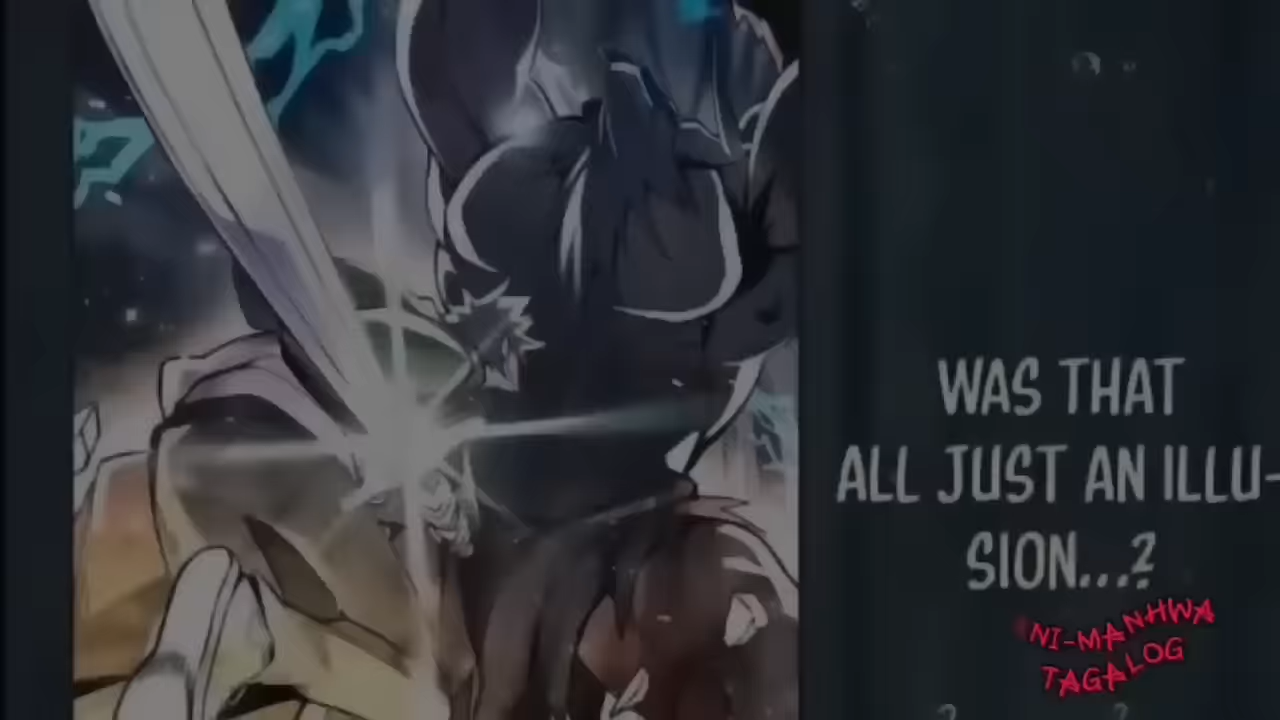 WAS THAT
ALL JUST AN ILLU-
SION...?
NI-MANHWA
TAGALOG